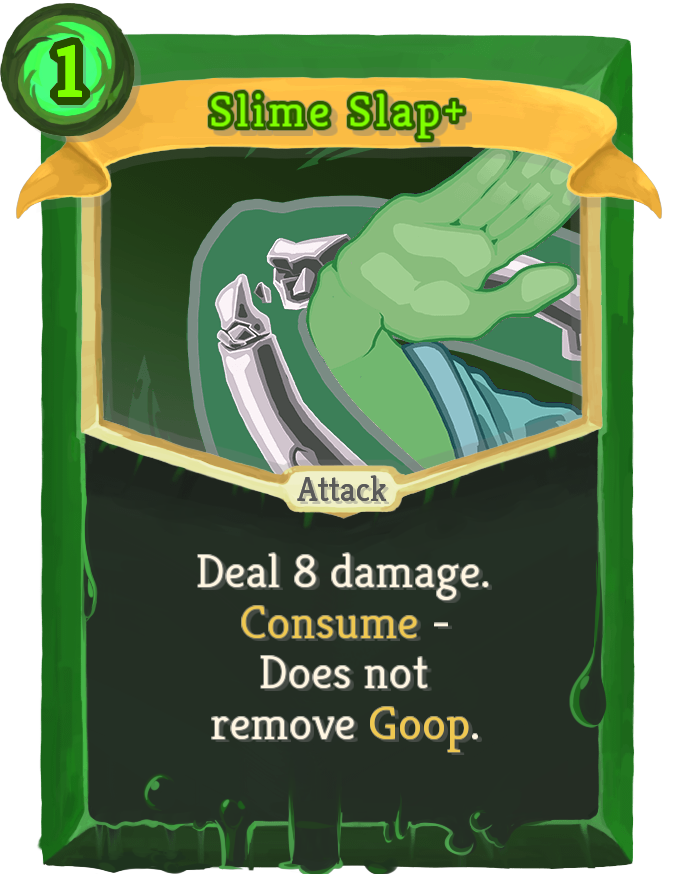 1
Slime Slap+
Attack
Deal 8 damage.
Consume -
Does not
remove Goop.